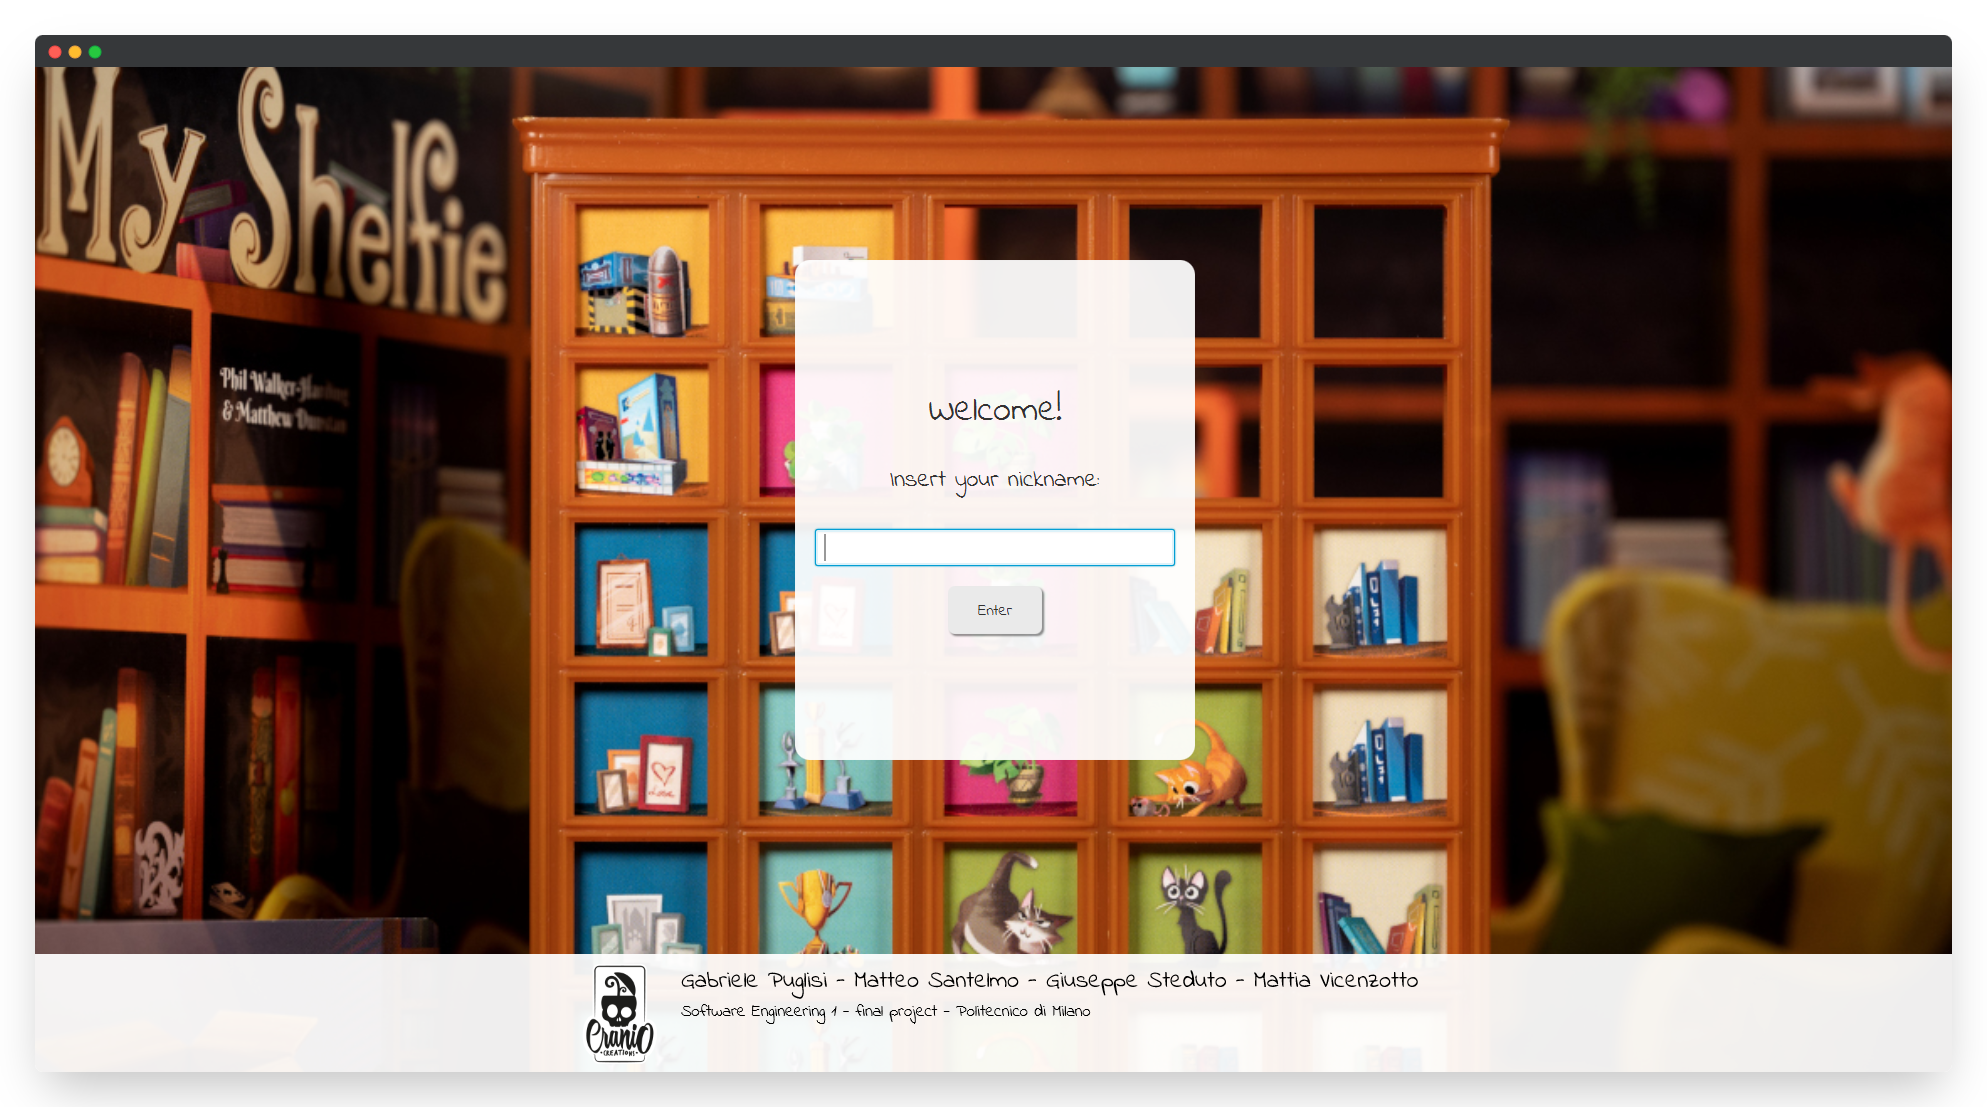 My Shelfie
Phil Walker-Harding
& Matthew Dunstan
Welcome!
Insert your nickname:
Enter
love
Gabriele Puglisi - Matteo Santelmo - Giuseppe Steduto - Mattia Vicenzotto
Software Engineering 1 - final project - Politecnico di Milano
Cranio
CREATIONS